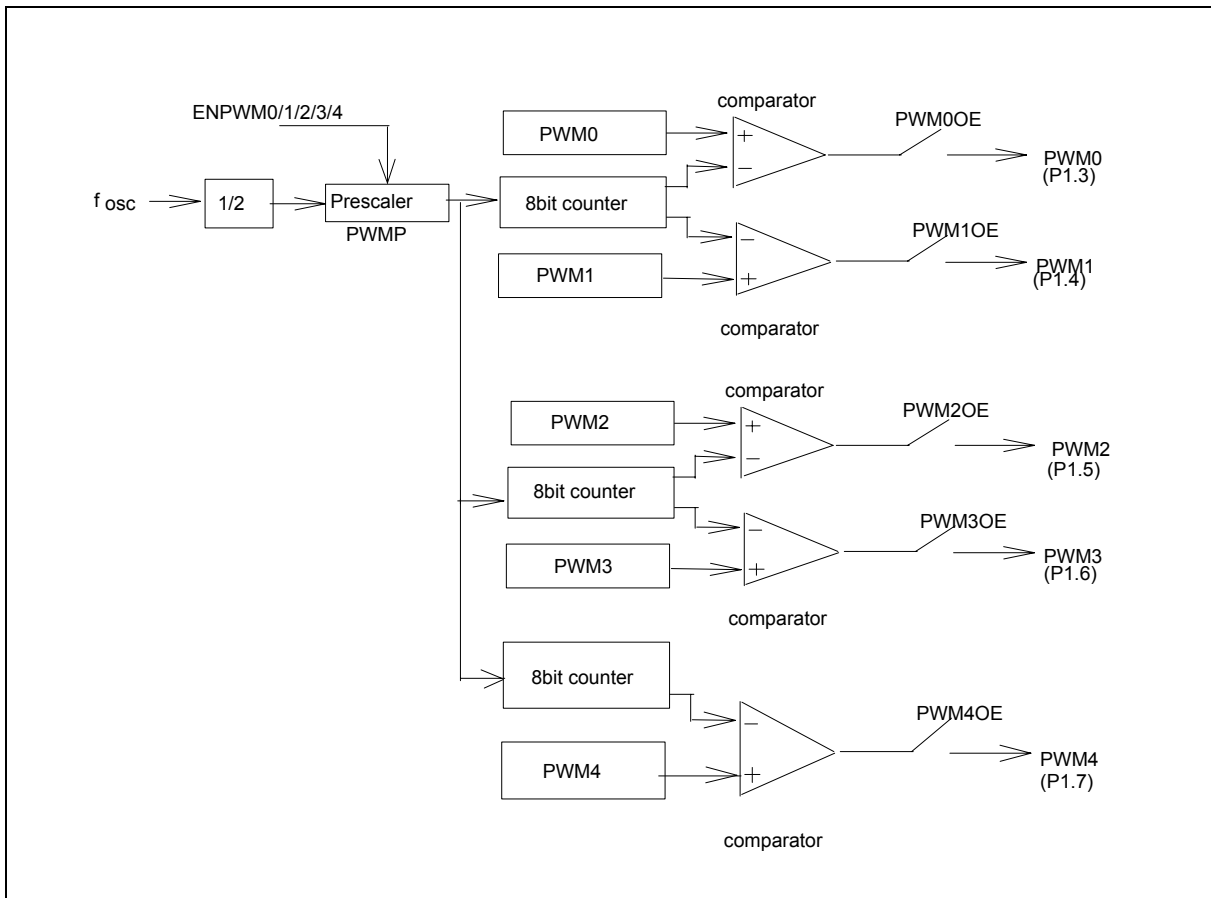 comparator
ENPWM0/1/2/3/4
PWM0
+
−
PWM0OE
PWM0
(P1.3)
f osc
1/2
Prescaler
PWMP
8bit counter
−
+
PWM1OE
PWM1
(P1.4)
PWM1
comparator
comparator
PWM2
+
−
PWM2OE
PWM2
(P1.5)
8bit counter
−
+
PWM3OE
PWM3
(P1.6)
PWM3
comparator
8bit counter
−
+
PWM4OE
PWM4
(P1.7)
PWM4
comparator